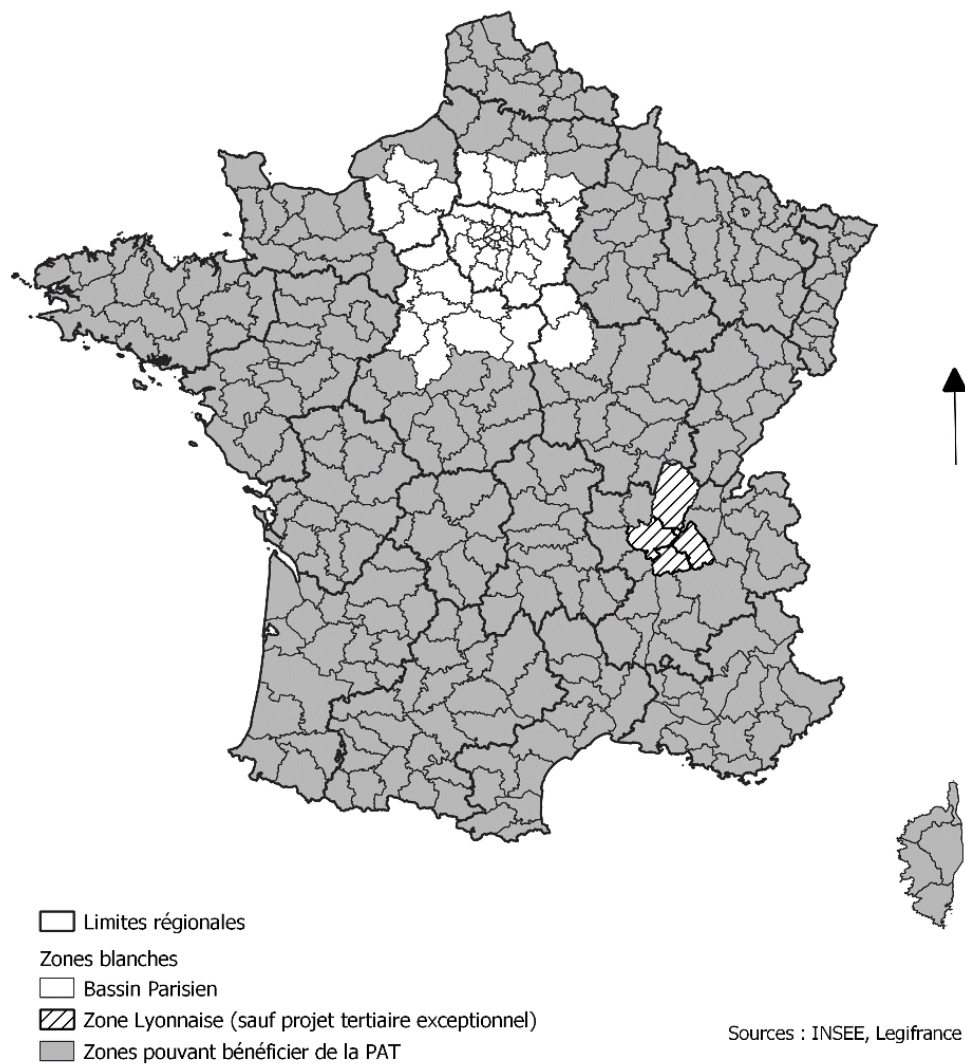 Limites régionales
Zones blanches
Bassin Parisien
Zone Lyonnaise (sauf projet tertiaire exceptionnel)
Zones pouvant bénéficier de la PAT
Sources : INSEE, Legifrance